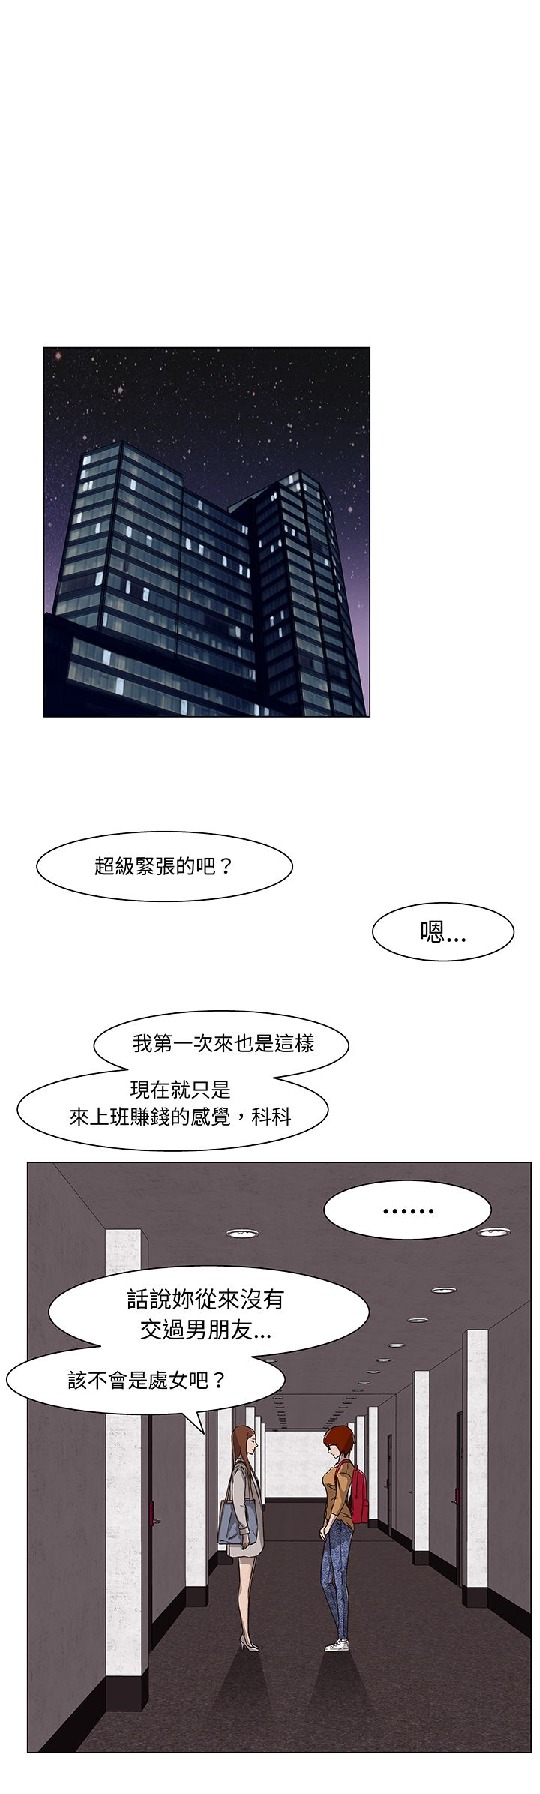 超級緊張的吧？
嗯...
我第一次來也是這樣
現在就只是
來上班賺錢的感覺，科科
......
話說妳從來沒有
交過男朋友...
該不會是處女吧？